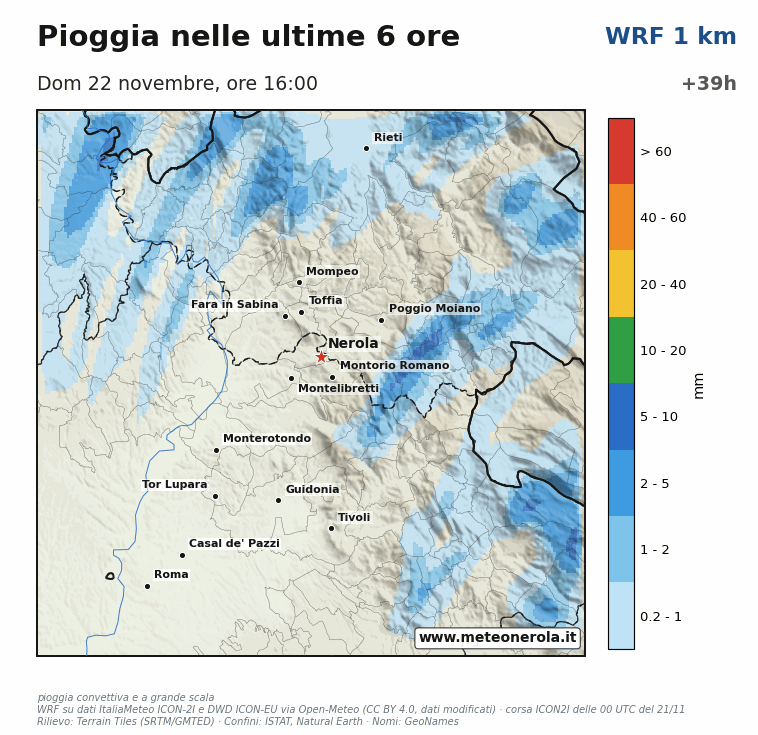 Pioggia nelle ultime 6 ore
WRF 1 km
Dom 22 novembre, ore 16:00
+39h
Rieti
Mompeo
Fara in Sabina
Toffia
Poggio Moiano
Nerola
Montorio Romano
Montelibretti
Monterotondo
Tor Lupara
Guidonia
Tivoli
Casal de' Pazzi
Roma
www.meteonerola.it
> 60
40 - 60
20 - 40
10 - 20
5 - 10
2 - 5
1 - 2
0.2 - 1
mm
pioggia convettiva e a grande scala
WRF su dati ItaliaMeteo ICON-2I e DWD ICON-EU via Open-Meteo (CC BY 4.0, dati modificati) · corsa ICON2I delle 00 UTC del 21/11
Rilievo: Terrain Tiles (SRTM/GMTED) · Confini: ISTAT, Natural Earth · Nomi: GeoNames